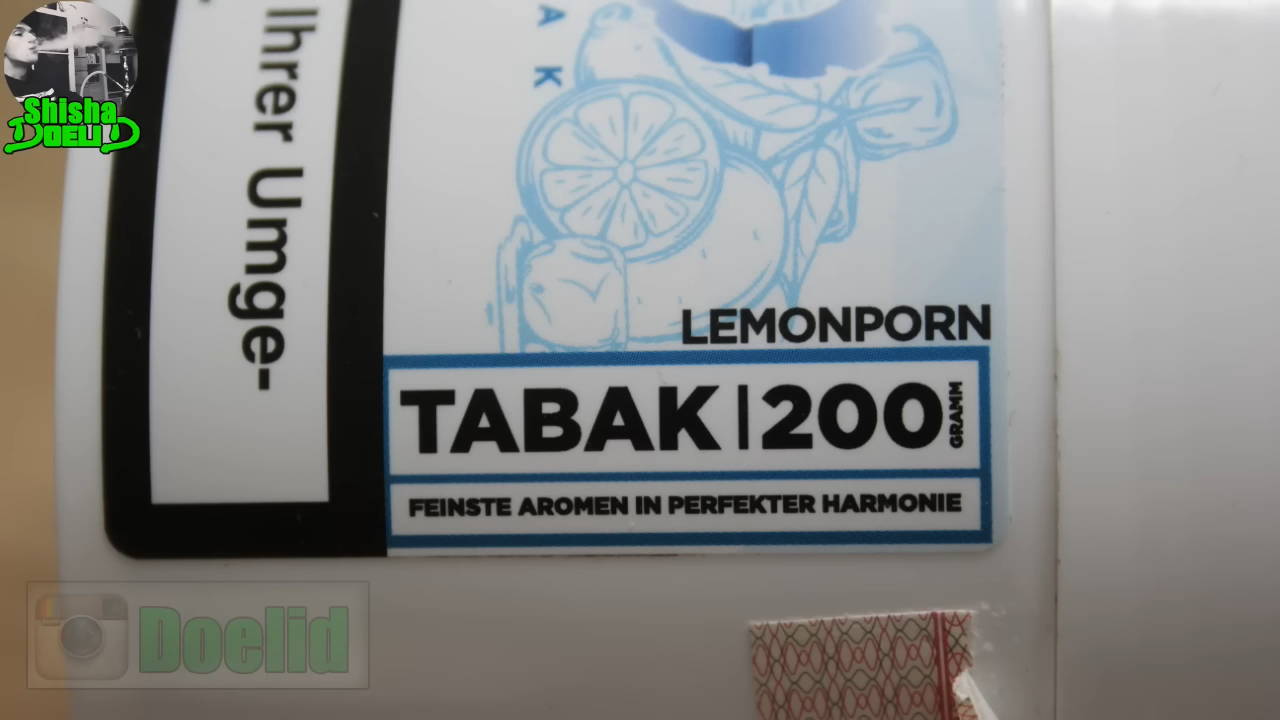 Shisha
DOELID
Ihrer Umge-
AK
LEMONPORN
TABAK|200
GRAMM
FEINSTE AROMEN IN PERFEKTER HARMONIE
Doelid